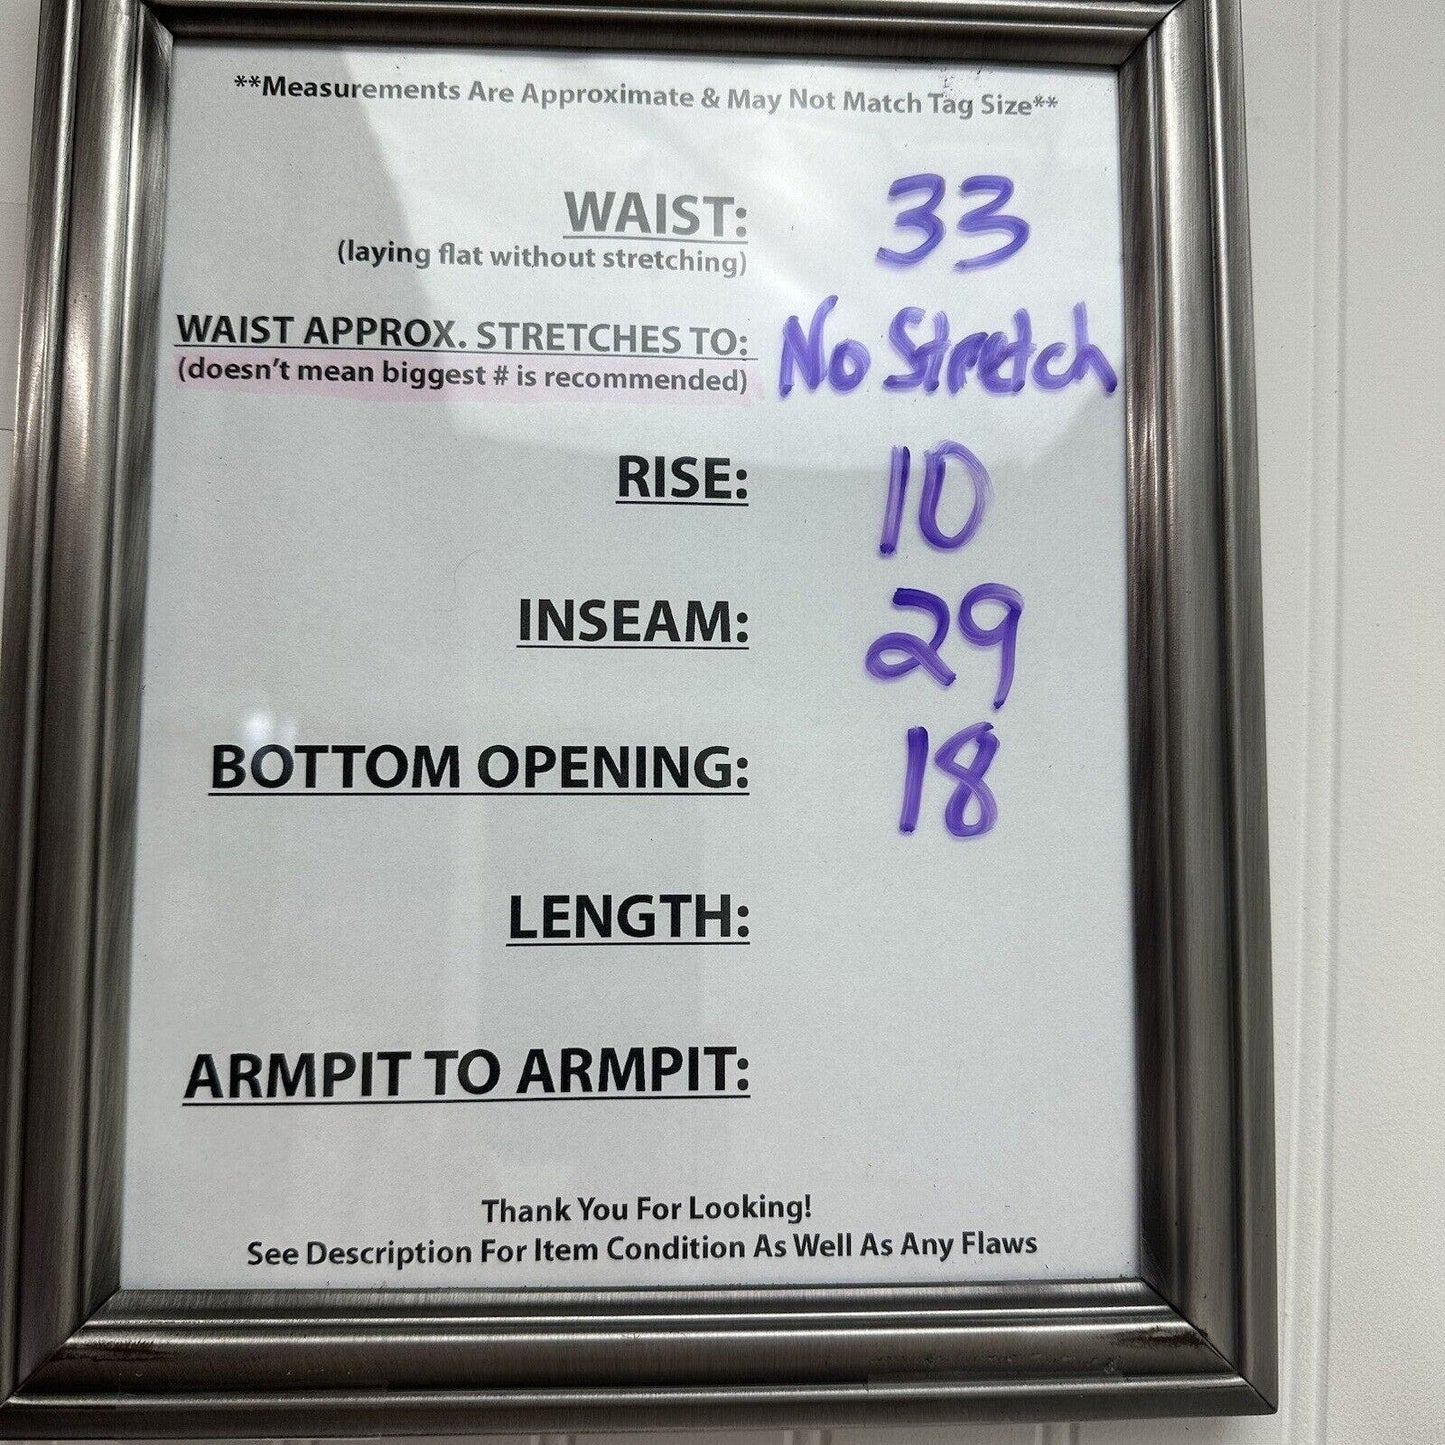 **Measurements Are Approximate & May Not Match Tag Size**
WAIST: 33
(laying flat without stretching)
WAIST APPROX. STRETCHES TO: No Stretch
(doesn't mean biggest # is recommended)
RISE: 10
INSEAM: 29
BOTTOM OPENING: 18
LENGTH:
ARMPIT TO ARMPIT:
Thank You For Looking!
See Description For Item Condition As Well As Any Flaws